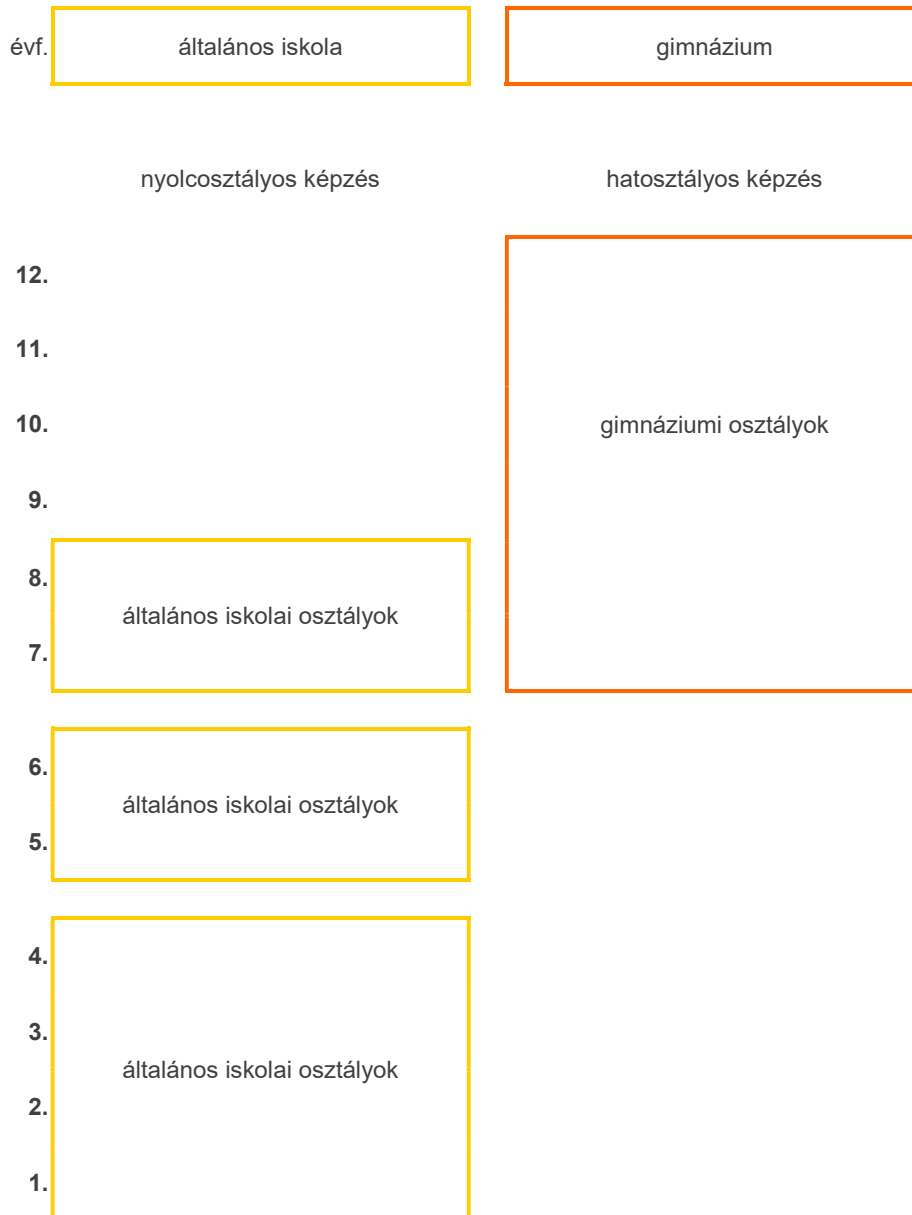 évf. általános iskola gimnázium
nyolcosztályos képzés hatosztályos képzés
12.
11.
10. gimnáziumi osztályok
9.
8.
általános iskolai osztályok
7.
6.
általános iskolai osztályok
5.
4.
3.
általános iskolai osztályok
2.
1.